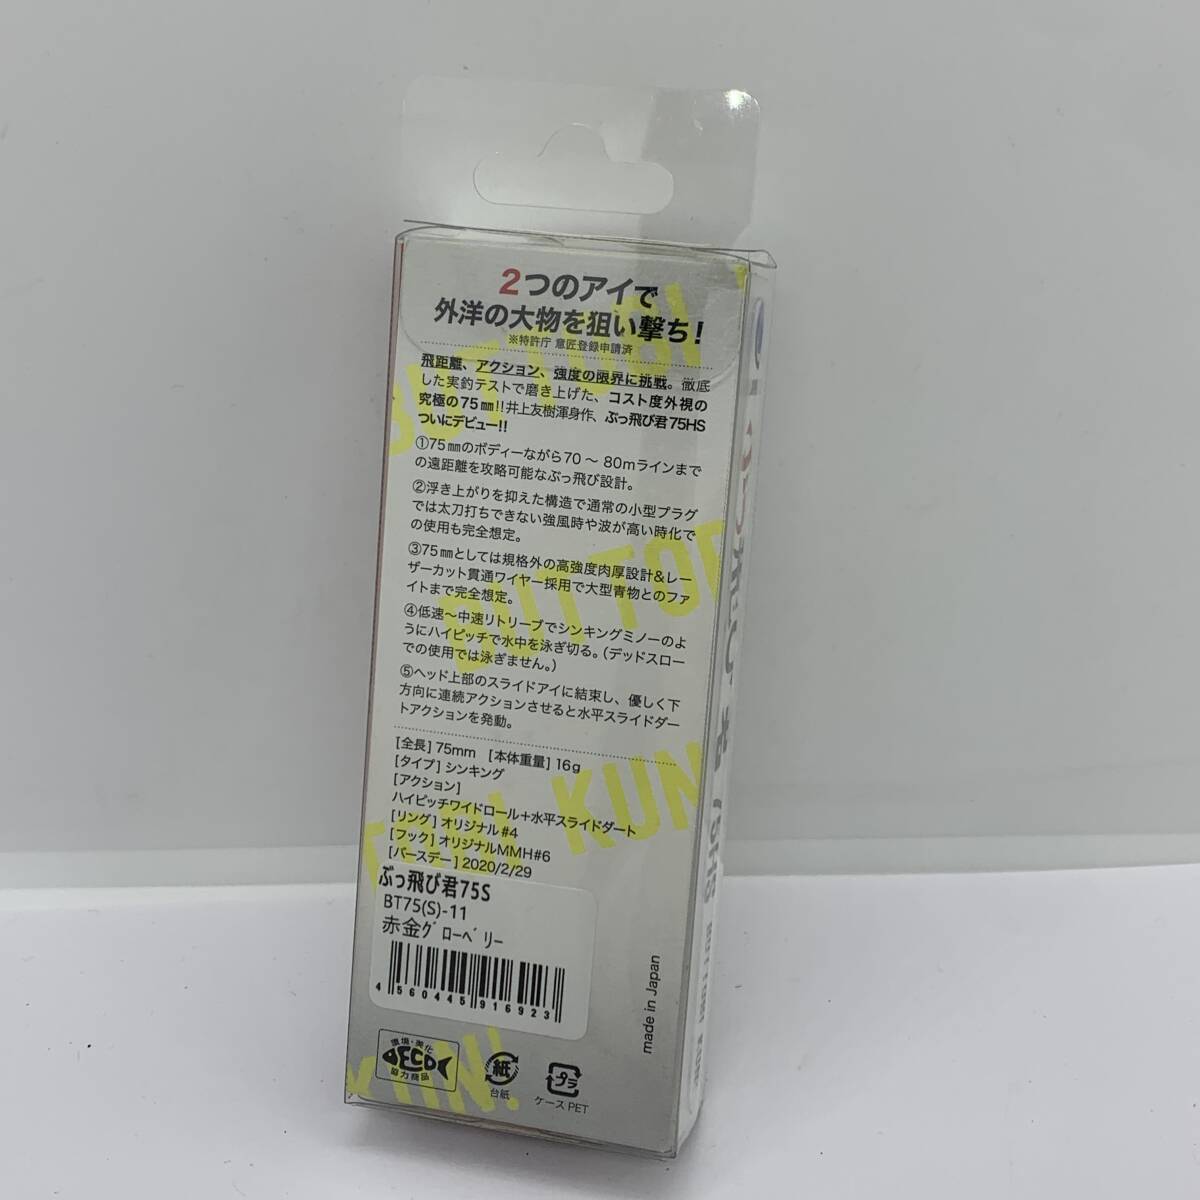 2つのアイで
外洋の大物を狙い撃ち!
※特許庁 意匠登録申請済
飛距離、アクション、強度の限界に挑戦。徹底
した実釣テストで磨き上げた、コスト度外視の
究極の75㎜!!井上友樹渾身作、ぶっ飛び君75HS
ついにデビュー!!
①75㎜のボディーながら70～80mラインまで
の遠距離を攻略可能なぶっ飛び設計。
②浮き上がりを抑えた構造で通常の小型プラグ
では太刀打ちできない強風時や波が高い時化で
の使用も完全想定。
③75㎜としては規格外の高強度肉厚設計&レー
ザーカット貫通ワイヤー採用で大型青物とのファ
イトまで完全想定。
④低速～中速リトリーブでシンキングミノーのよ
うにハイピッチで水中を泳ぎ切る。(デッドスロー
での使用では泳ぎません。)
⑤ヘッド上部のスライドアイに結束し、優しく下
方向に連続アクションさせると水平スライドダー
トアクションを発動。
[全長] 75mm [本体重量] 16g
[タイプ] シンキング
[アクション]
ハイピッチワイドロール+水平スライドダート
[リング] オリジナル#4
[フック] オリジナルMMH#6
[バースデー] 2020/2/29
ぶっ飛び君75S
BT75(S)-11
赤金グローベリー
4560445916923
made in Japan
環境・美化
ECO
協力商品
紙
台紙
プラ
ケース PET
KUN!
75HS